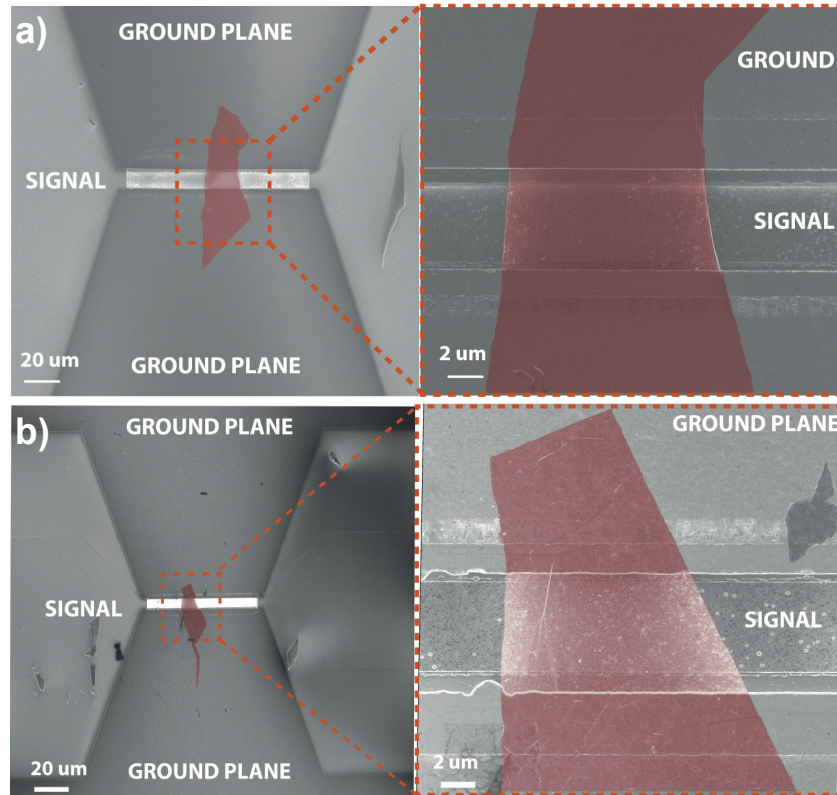 a)
GROUND PLANE
SIGNAL
GROUND PLANE
20 um
GROUND
SIGNAL
2 um
b)
GROUND PLANE
SIGNAL
GROUND PLANE
20 um
GROUND PLANE
SIGNAL
2 um